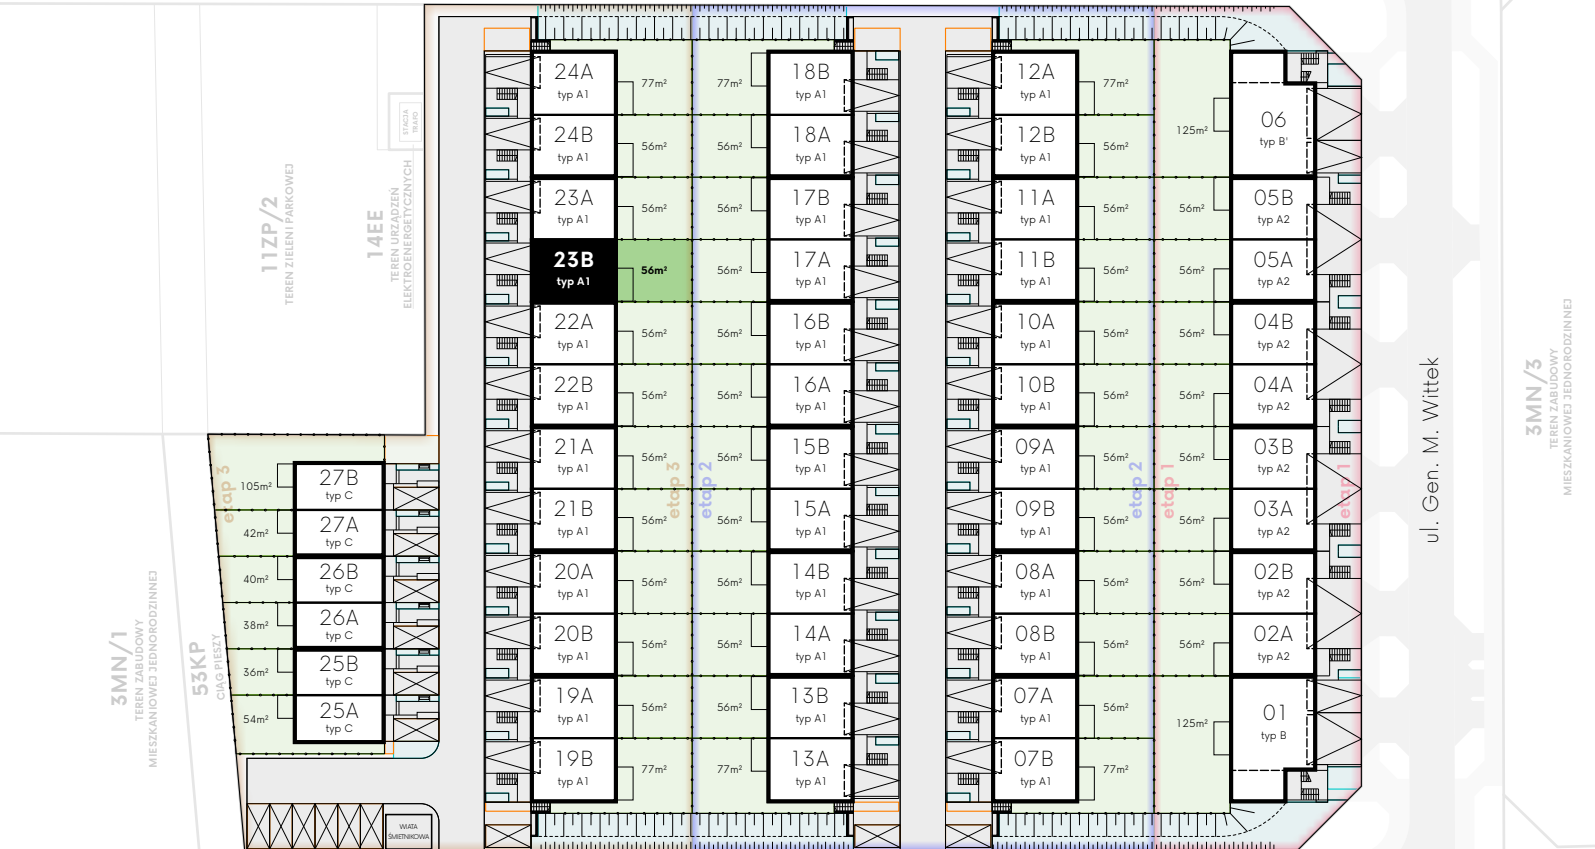 STACJA
TRAFO
11ZP/2
TEREN ZIELENI PARKOWEJ
14EE
TEREN URZĄDZEŃ
ELEKTROENERGETYCZNYCH
24A
typ A1
77m²
24B
typ A1
56m²
23A
typ A1
56m²
23B
typ A1
56m²
22A
typ A1
56m²
22B
typ A1
56m²
21A
typ A1
56m²
21B
typ A1
56m²
20A
typ A1
56m²
20B
typ A1
56m²
19A
typ A1
56m²
19B
typ A1
77m²
etap 3
etap 2
77m²
18B
typ A1
56m²
18A
typ A1
56m²
17B
typ A1
56m²
17A
typ A1
56m²
16B
typ A1
56m²
16A
typ A1
56m²
15B
typ A1
56m²
15A
typ A1
56m²
14B
typ A1
56m²
14A
typ A1
56m²
13B
typ A1
77m²
13A
typ A1
12A
typ A1
77m²
12B
typ A1
56m²
11A
typ A1
56m²
11B
typ A1
56m²
10A
typ A1
56m²
10B
typ A1
56m²
09A
typ A1
56m²
09B
typ A1
56m²
08A
typ A1
56m²
08B
typ A1
56m²
07A
typ A1
56m²
07B
typ A1
77m²
etap 2
etap 1
125m²
06
typ B'
56m²
05B
typ A2
56m²
05A
typ A2
56m²
04B
typ A2
56m²
04A
typ A2
56m²
03B
typ A2
56m²
03A
typ A2
56m²
02B
typ A2
56m²
02A
typ A2
125m²
01
typ B
etap 1
ul. Gen. M. Wittek
3MN/3
TEREN ZABUDOWY
MIESZKANIOWEJ JEDNORODZINNEJ
etap 3
105m²
27B
typ C
42m²
27A
typ C
40m²
26B
typ C
38m²
26A
typ C
36m²
25B
typ C
54m²
25A
typ C
3MN/1
TEREN ZABUDOWY
MIESZKANIOWEJ JEDNORODZINNEJ
53KP
CIĄG PIESZY
WIATA
ŚMIETNIKOWA